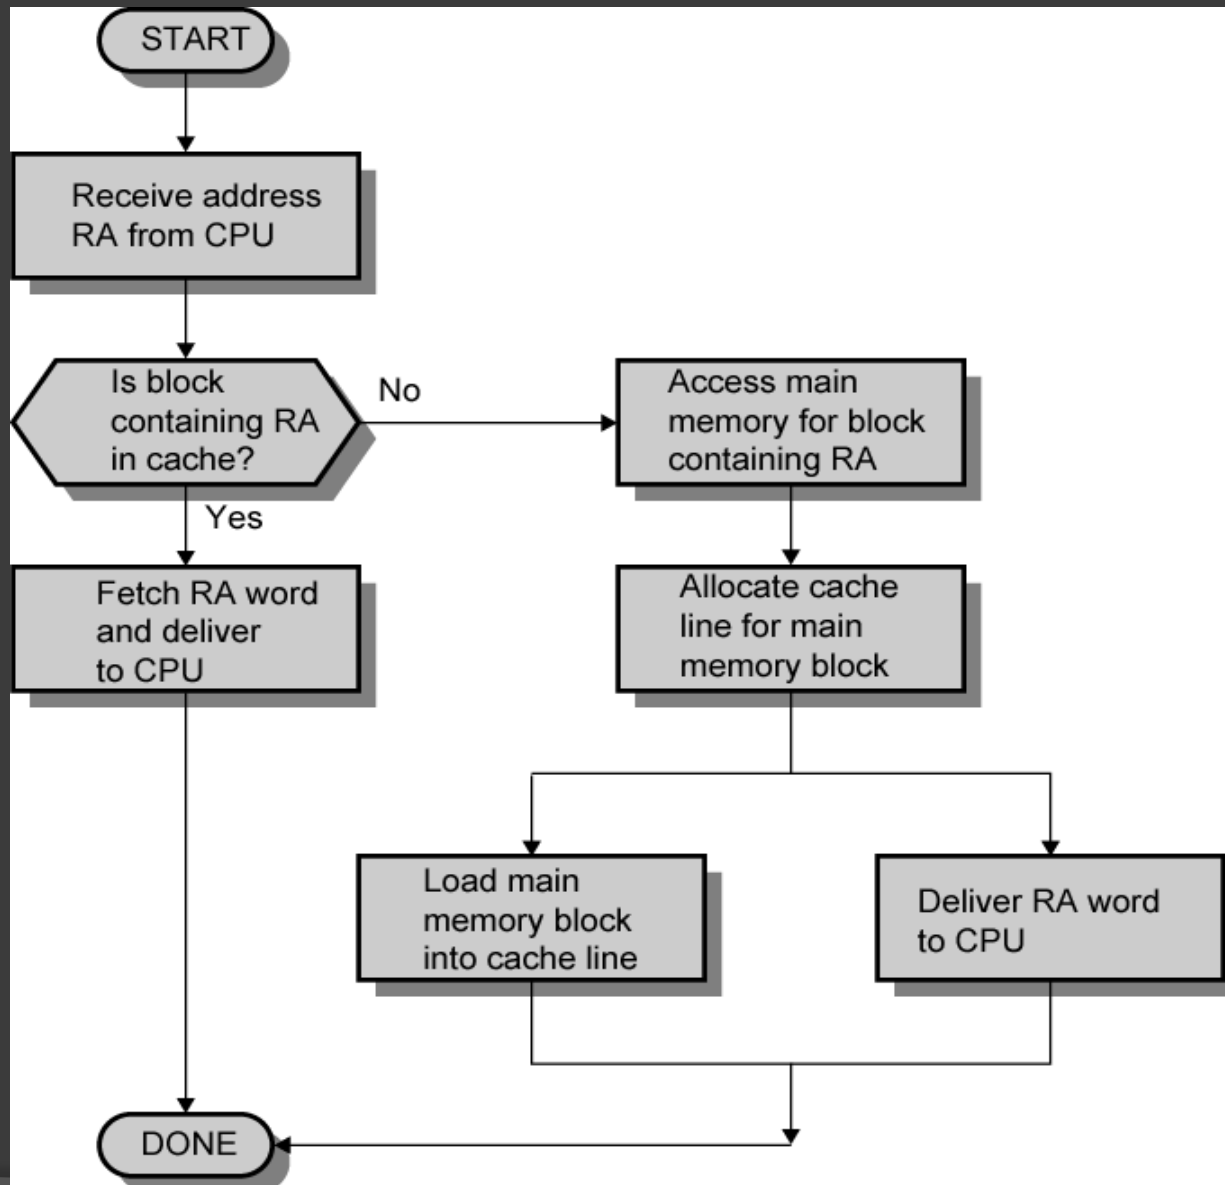 START
Receive address
RA from CPU
Is block
containing RA
in cache?
No
Access main
memory for block
containing RA
Yes
Fetch RA word
and deliver
to CPU
Allocate cache
line for main
memory block
Load main
memory block
into cache line
Deliver RA word
to CPU
DONE